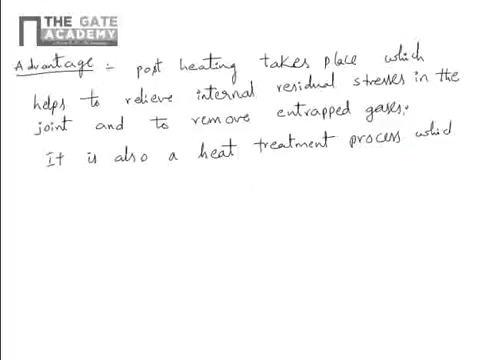 THE GATE
ACADEMY
Advantage :- post heating takes place which
helps to relieve internal residual stresses in the
joint and to remove entrapped gases.
It is also a heat treatment process which